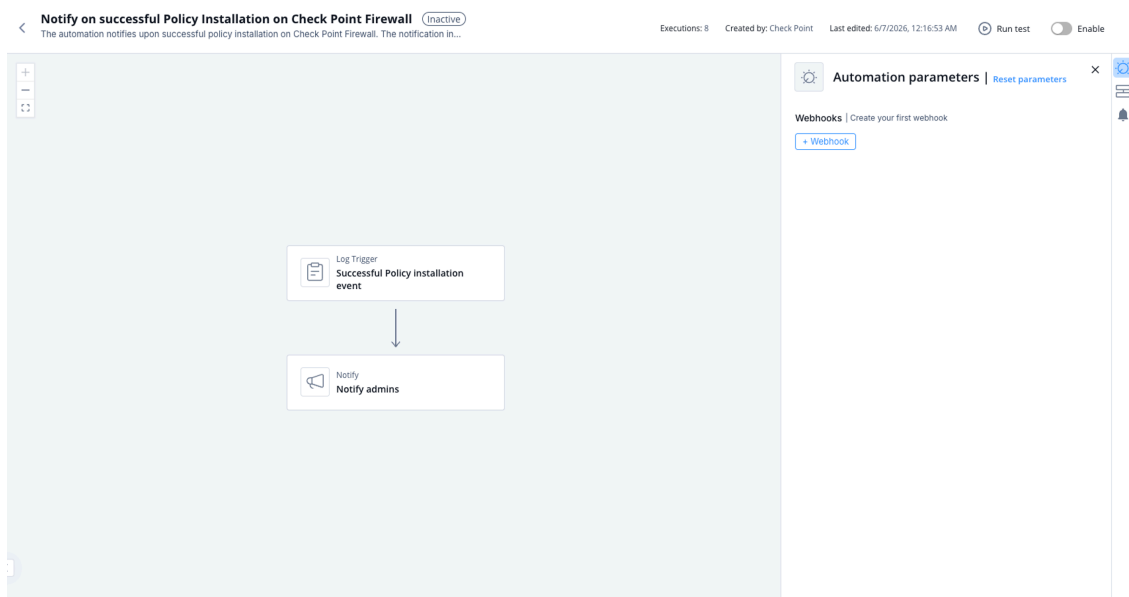 Notify on successful Policy Installation on Check Point Firewall Inactive
The automation notifies upon successful policy installation on Check Point Firewall. The notification in...
Executions: 8 Created by: Check Point Last edited: 6/7/2026, 12:16:53 AM Run test Enable
Automation parameters | Reset parameters
Webhooks | Create your first webhook
+ Webhook
Log Trigger
Successful Policy installation
event
Notify
Notify admins